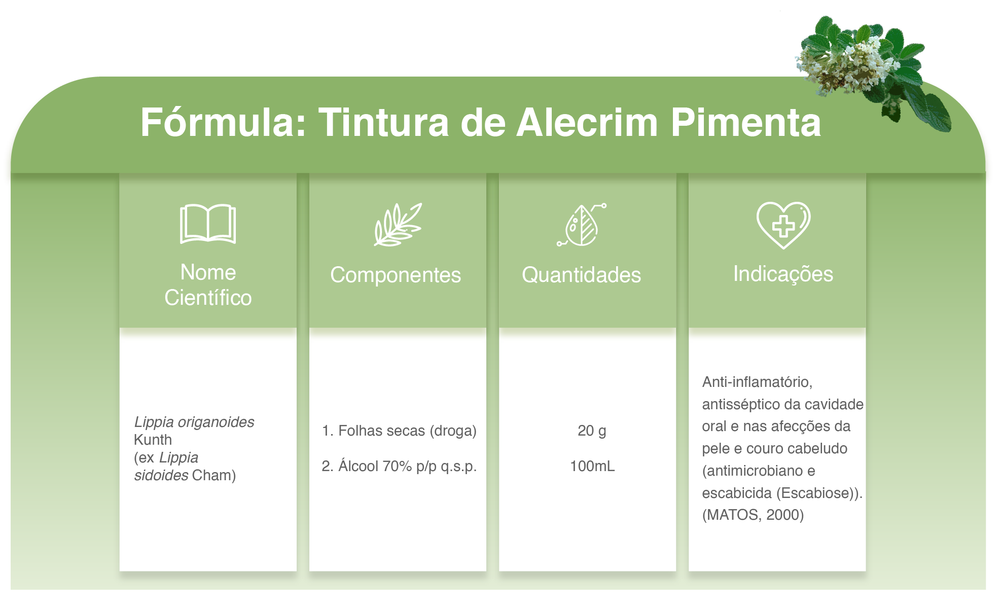 Fórmula: Tintura de Alecrim Pimenta
Nome
Científico
Componentes
Quantidades
Indicações
Lippia origanoides
Kunth
(ex Lippia
sidoides Cham)
1. Folhas secas (droga)
2. Álcool 70% p/p q.s.p.
20 g
100mL
Anti-inflamatório,
antisséptico da cavidade
oral e nas afecções da
pele e couro cabeludo
(antimicrobiano e
escabicida (Escabiose)).
(MATOS, 2000)